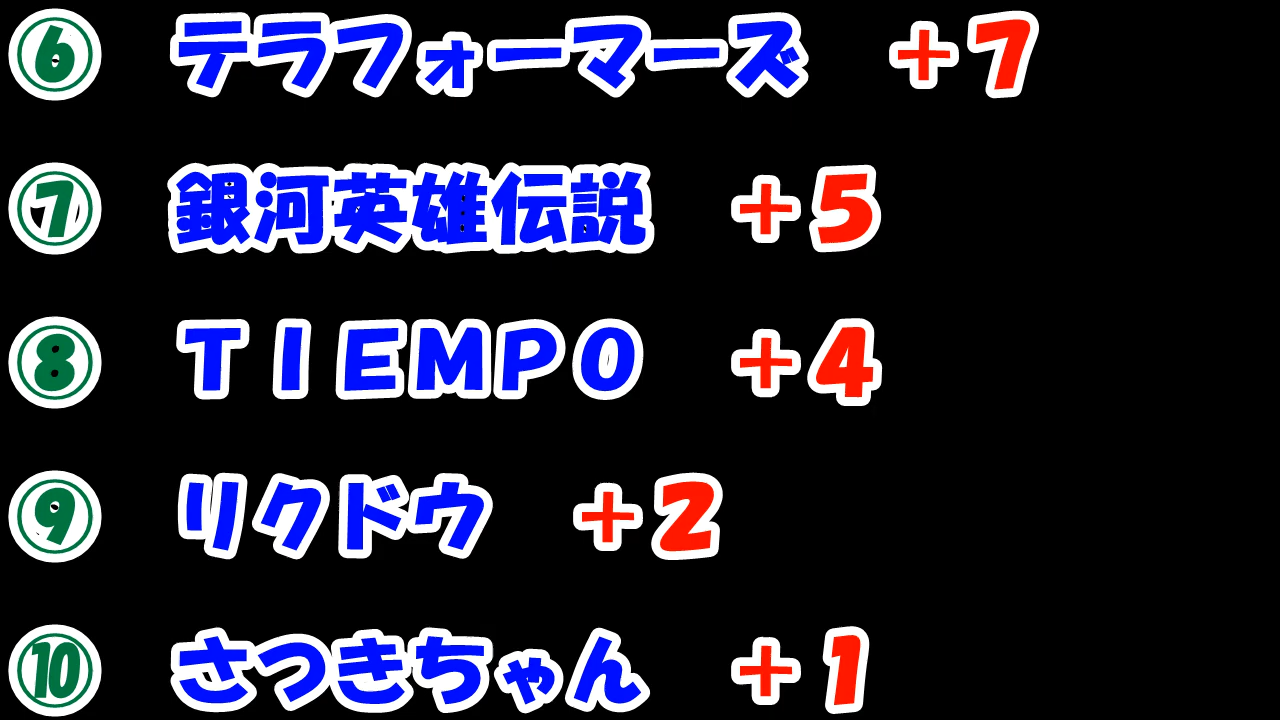 ⑥ テラフォーマーズ ＋7
⑦ 銀河英雄伝説 ＋5
⑧ ＴＩＥＭＰＯ ＋4
⑨ リクドウ ＋2
⑩ さつきちゃん ＋1